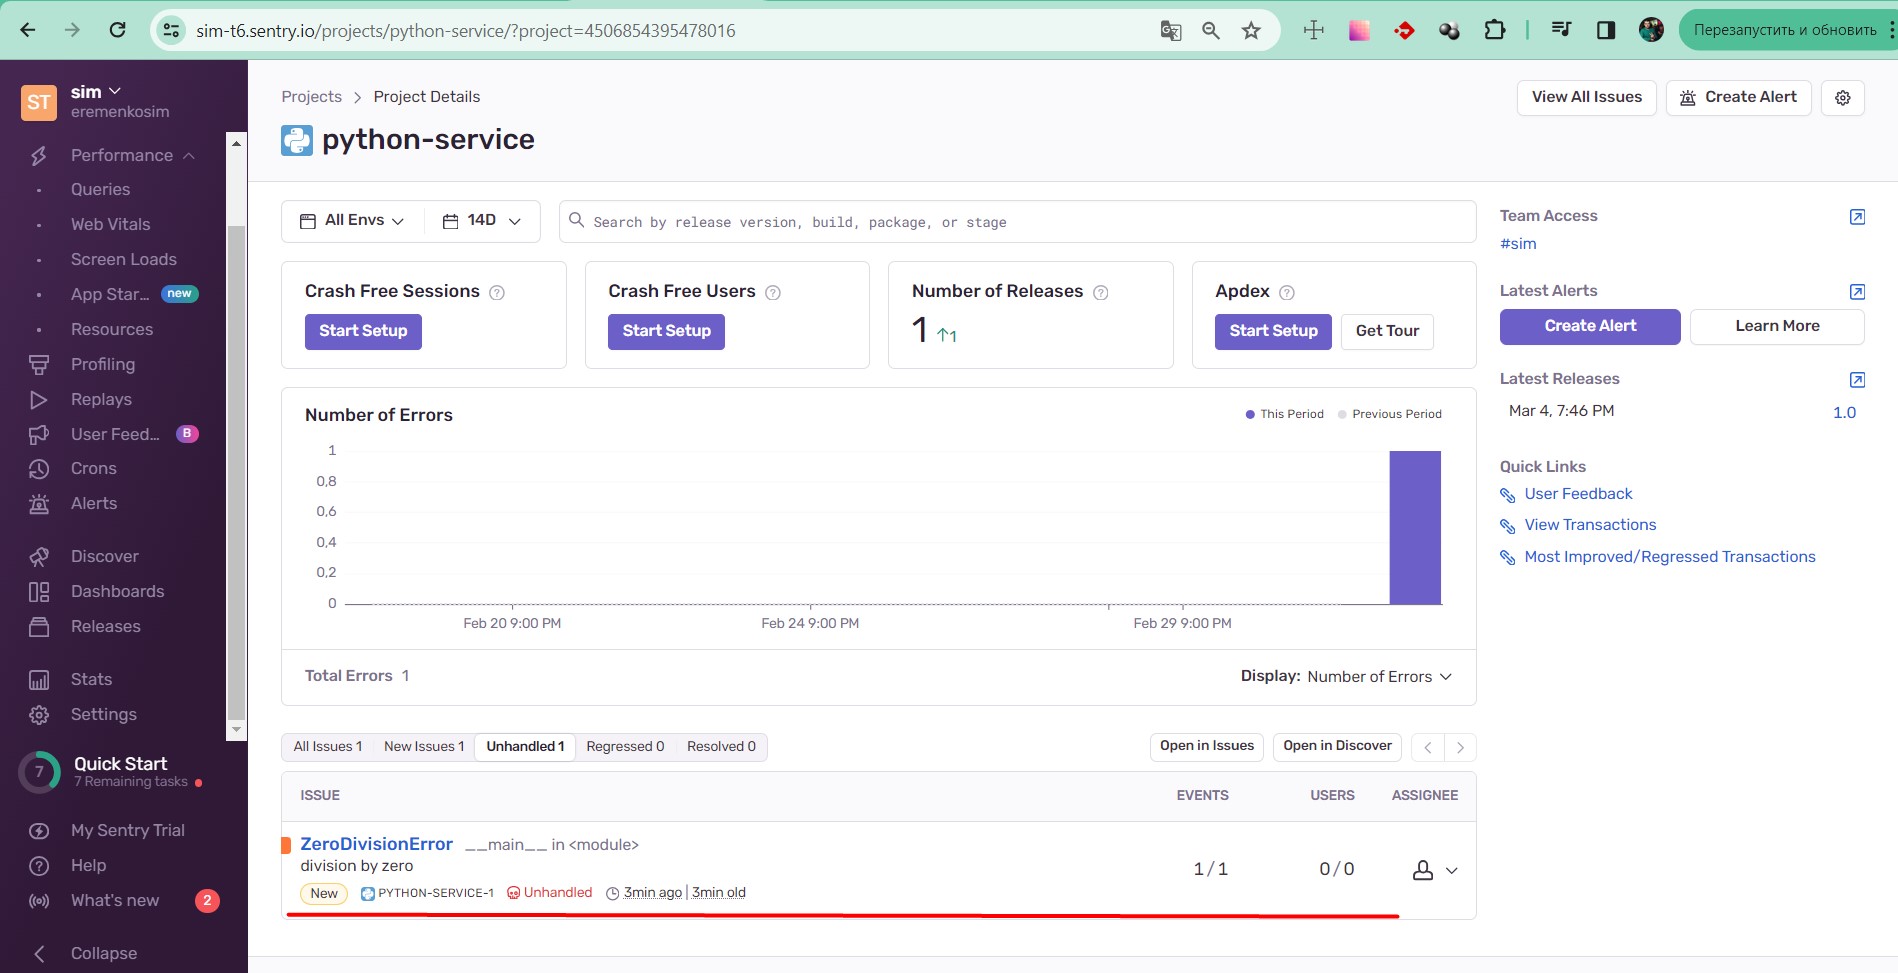 sim-t6.sentry.io/projects/python-service/?project=4506854395478016
Перезапустить и обновить
ST
sim
eremenkosim
Performance
Queries
Web Vitals
Screen Loads
App Star... new
Resources
Profiling
Replays
User Feed... B
Crons
Alerts
Discover
Dashboards
Releases
Stats
Settings
7
Quick Start
7 Remaining tasks
My Sentry Trial
Help
What's new 2
Collapse
Projects > Project Details
python-service
View All Issues
Create Alert
All Envs
14D
Search by release version, build, package, or stage
Crash Free Sessions ?
Start Setup
Crash Free Users ?
Start Setup
Number of Releases ?
1 ↑1
Apdex ?
Start Setup
Get Tour
Number of Errors
This Period
Previous Period
1
0,8
0,6
0,4
0,2
0
Feb 20 9:00 PM
Feb 24 9:00 PM
Feb 29 9:00 PM
Total Errors 1
Display: Number of Errors
All Issues 1
New Issues 1
Unhandled 1
Regressed 0
Resolved 0
Open in Issues
Open in Discover
ISSUE
EVENTS
USERS
ASSIGNEE
ZeroDivisionError __main__ in <module>
division by zero
New PYTHON-SERVICE-1 Unhandled 3min ago | 3min old
1/1
0/0
Team Access
#sim
Latest Alerts
Create Alert
Learn More
Latest Releases
Mar 4, 7:46 PM
1.0
Quick Links
User Feedback
View Transactions
Most Improved/Regressed Transactions